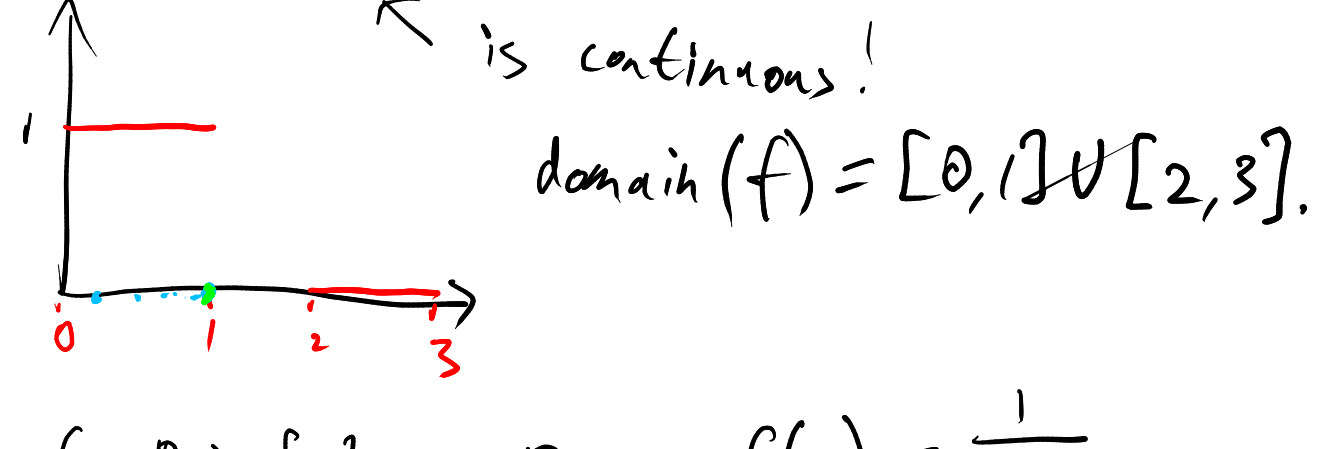 is continuous!
1
domain(f) = [0,1] ∪ [2,3].
0 1 2 3